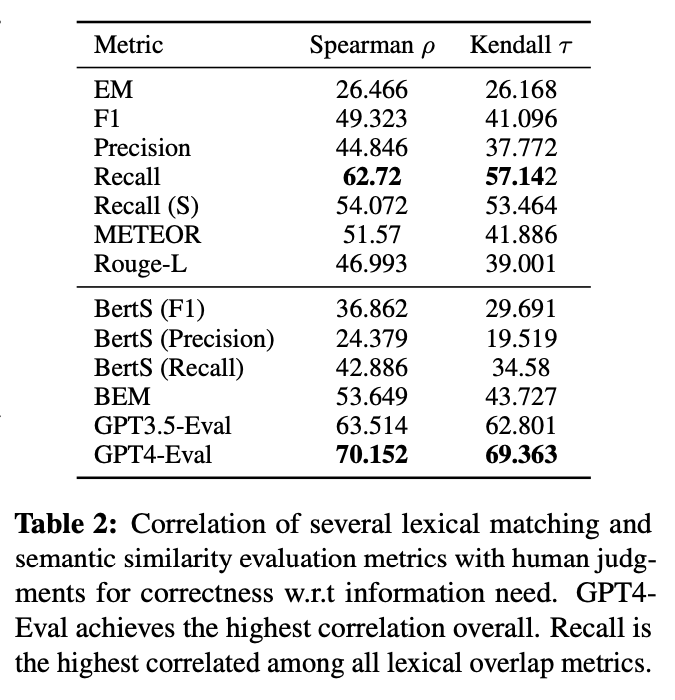 Metric Spearman ρ Kendall τ
EM 26.466 26.168
F1 49.323 41.096
Precision 44.846 37.772
Recall 62.72 57.142
Recall (S) 54.072 53.464
METEOR 51.57 41.886
Rouge-L 46.993 39.001
BertS (F1) 36.862 29.691
BertS (Precision) 24.379 19.519
BertS (Recall) 42.886 34.58
BEM 53.649 43.727
GPT3.5-Eval 63.514 62.801
GPT4-Eval 70.152 69.363
Table 2: Correlation of several lexical matching and
semantic similarity evaluation metrics with human judg-
ments for correctness w.r.t information need. GPT4-
Eval achieves the highest correlation overall. Recall is
the highest correlated among all lexical overlap metrics.